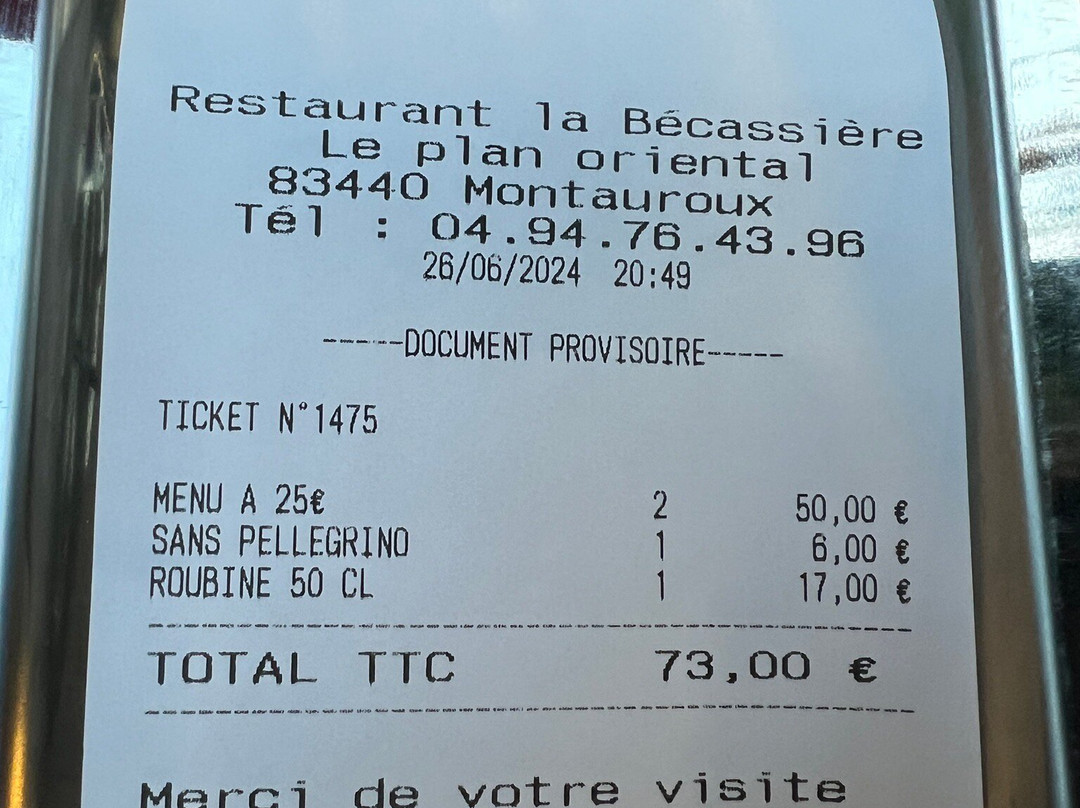 Restaurant la Bécassière
Le plan oriental
83440 Montauroux
Tél : 04.94.76.43.96
26/06/2024 20:49
------DOCUMENT PROVISOIRE------
TICKET N°1475
MENU A 25€ 2 50,00 €
SANS PELLEGRINO 1 6,00 €
ROUBINE 50 CL 1 17,00 €
TOTAL TTC 73,00 €
Merci de votre visite